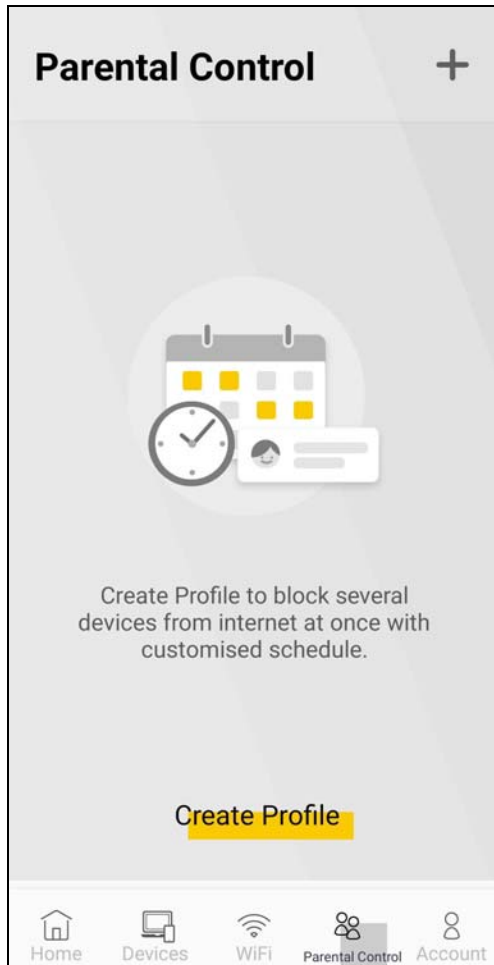 Parental Control
Create Profile to block several
devices from internet at once with
customised schedule.
Create Profile
Home Devices WiFi Parental Control Account